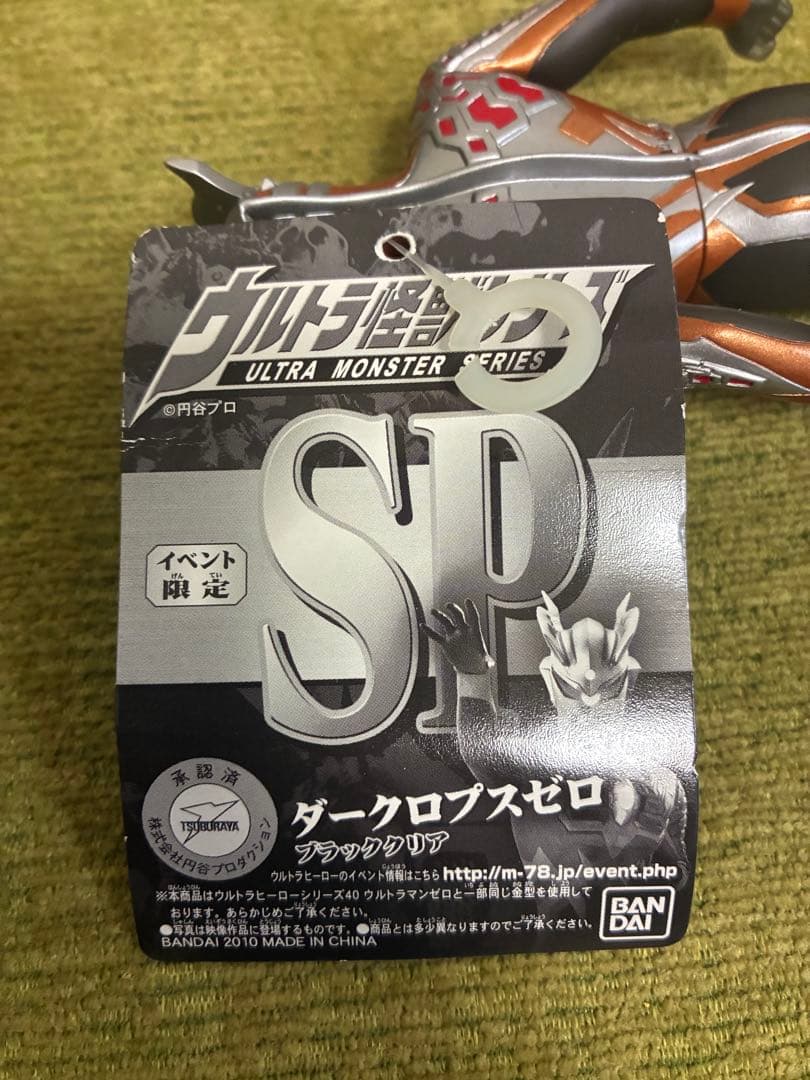 ウルトラ怪獣シリーズ
ULTRA MONSTER SERIES
©円谷プロ
SP
イベント
げん てい
限定
承認済
TSUBURAYA
株式会社円谷プロダクション
ダークロプスゼロ
ブラッククリア
じょうほう
ウルトラヒーローのイベント情報はこちら http://m-78.jp/event.php
※本商品はウルトラヒーローシリーズ40 ウルトラマンゼロと一部同じ金型を使用して
おります。あらかじめご了承ください。
●写真は映像作品に登場するものです。●商品とは多少異なりますのでご了承ください。
BANDAI 2010 MADE IN CHINA
BAN
DAI